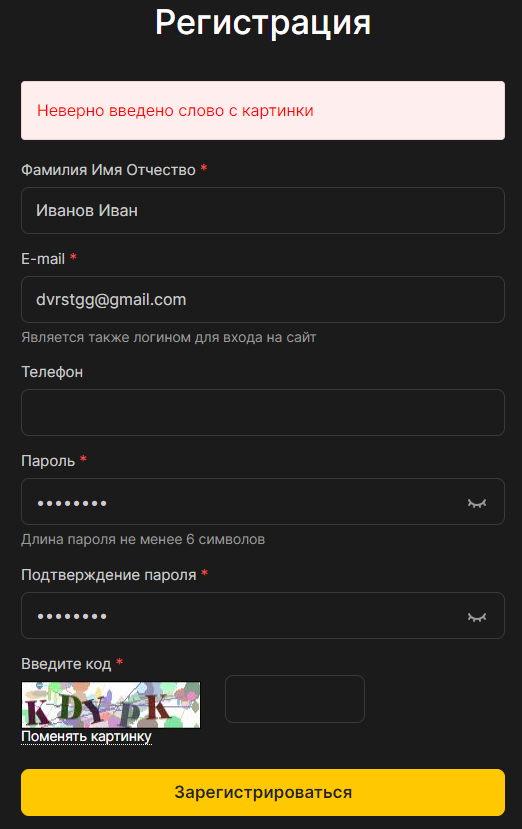 Регистрация
Неверно введено слово с картинки
Фамилия Имя Отчество *
Иванов Иван
E-mail *
dvrstgg@gmail.com
Является также логином для входа на сайт
Телефон
Пароль *
••••••••
Длина пароля не менее 6 символов
Подтверждение пароля *
••••••••
Введите код *
Поменять картинку
Зарегистрироваться